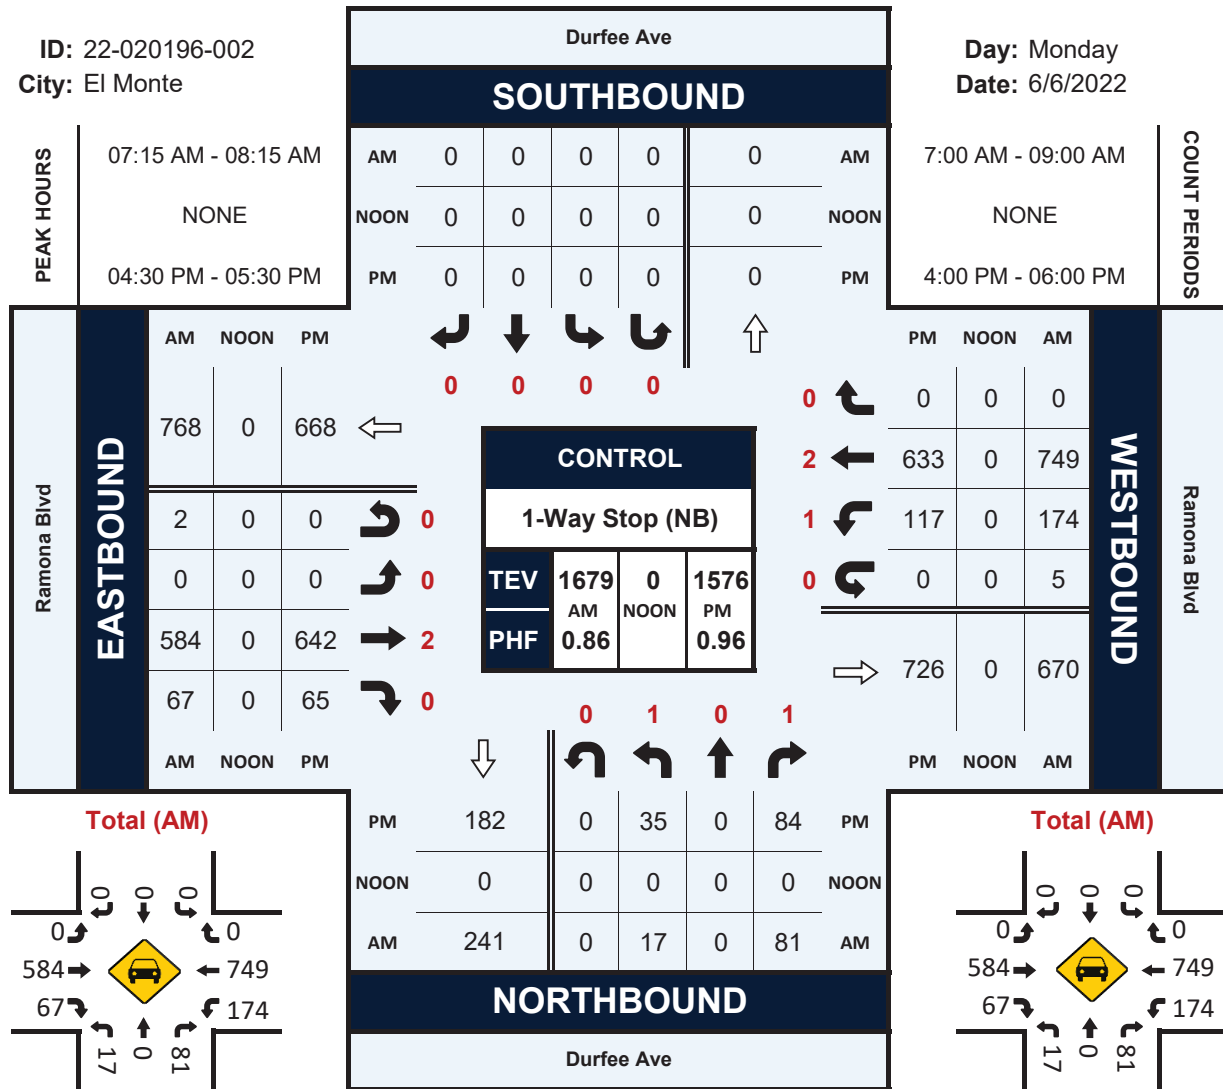 Durfee Ave
ID: 22-020196-002
City: El Monte
Day: Monday
Date: 6/6/2022
SOUTHBOUND
PEAK HOURS
07:15 AM - 08:15 AM
NONE
04:30 PM - 05:30 PM
AM 0 0 0 0 0 AM
NOON 0 0 0 0 0 NOON
PM 0 0 0 0 0 PM
7:00 AM - 09:00 AM
NONE
4:00 PM - 06:00 PM
COUNT PERIODS
0 0 0 0
Ramona Blvd
EASTBOUND
AM NOON PM
768 0 668
2 0 0 0
0 0 0 0
584 0 642 2
67 0 65 0
AM NOON PM
CONTROL
1-Way Stop (NB)
TEV 1679 0 1576
AM NOON PM
PHF 0.86 0.96
PM NOON AM
0 0 0 0
2 633 0 749
1 117 0 174
0 0 0 5
726 0 670
PM NOON AM
WESTBOUND
Ramona Blvd
0 1 0 1
PM 182 0 35 0 84 PM
NOON 0 0 0 0 0 NOON
AM 241 0 17 0 81 AM
NORTHBOUND
Durfee Ave
Total (AM)
0 0 0
0 0
584 749
67 174
17 0 81
Total (AM)
0 0 0
0 0
584 749
67 174
17 0 81